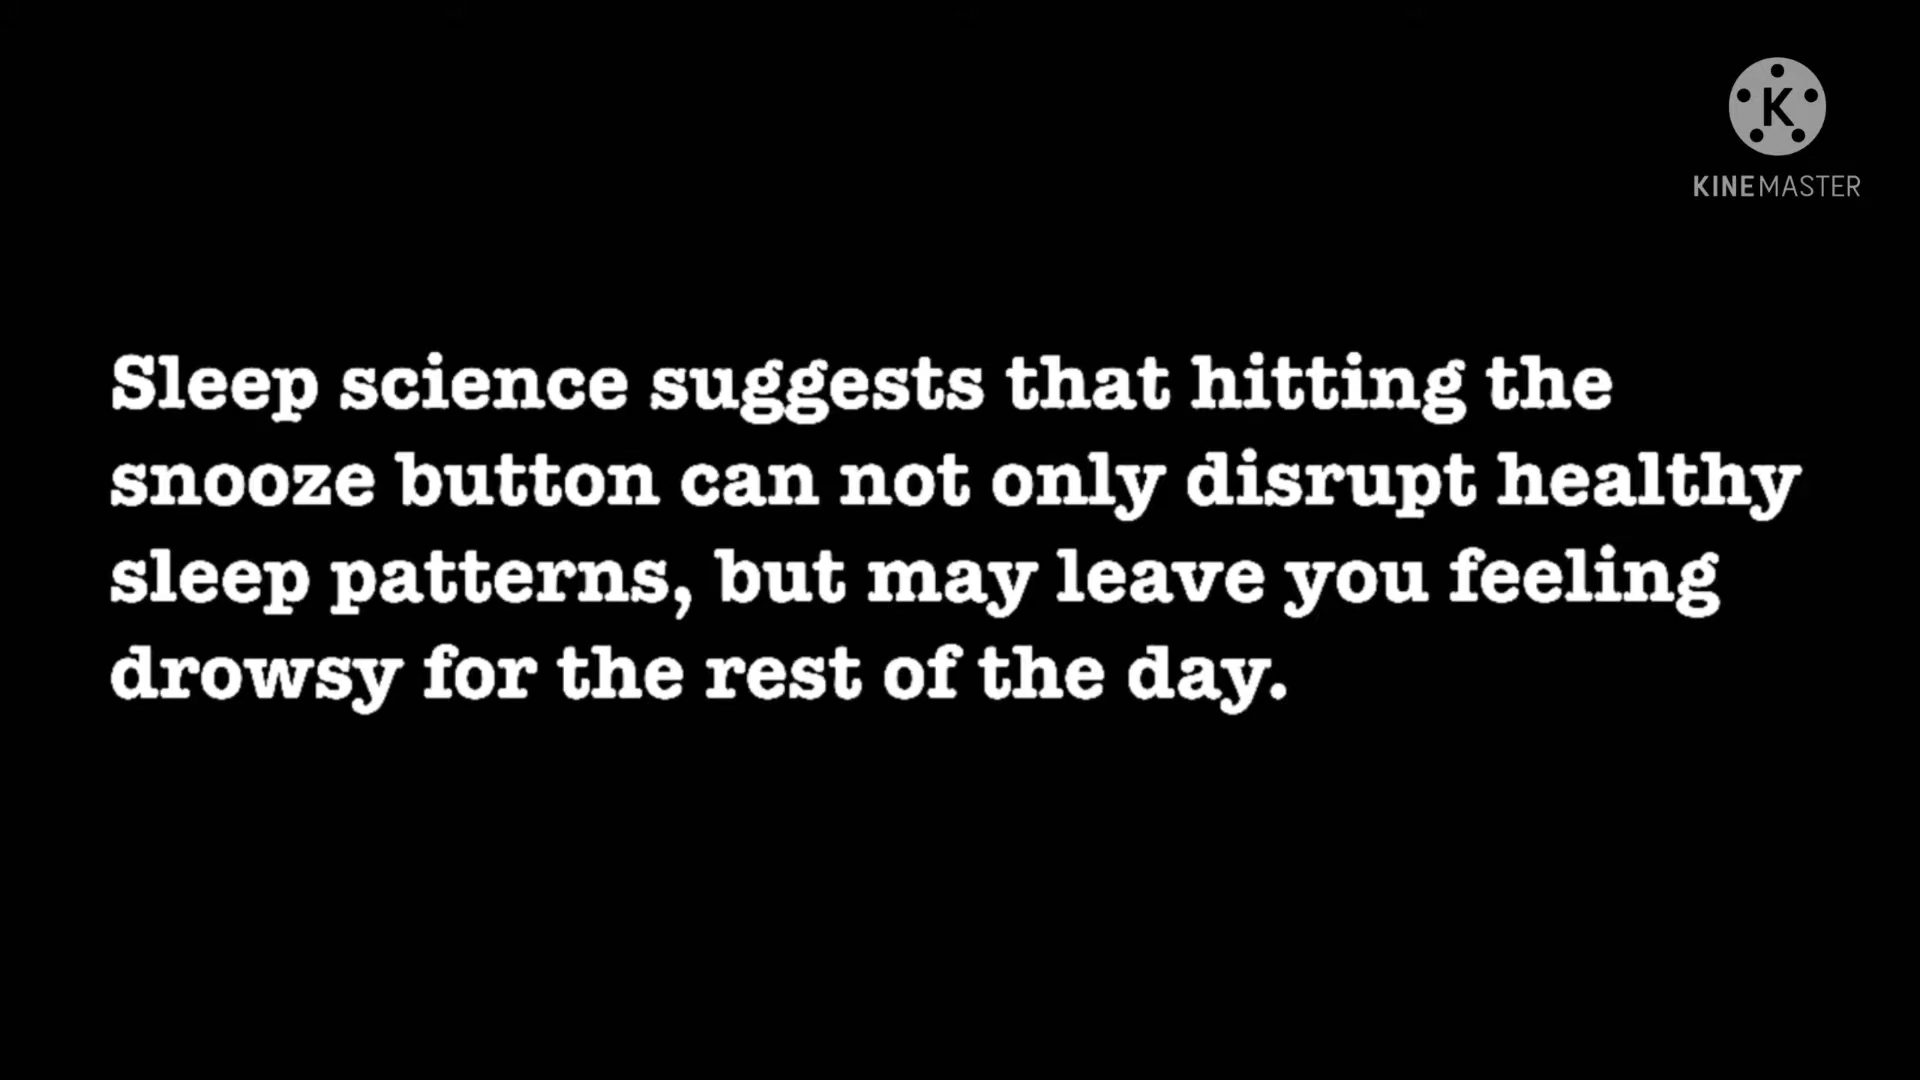 K
KINEMASTER
Sleep science suggests that hitting the
snooze button can not only disrupt healthy
sleep patterns, but may leave you feeling
drowsy for the rest of the day.